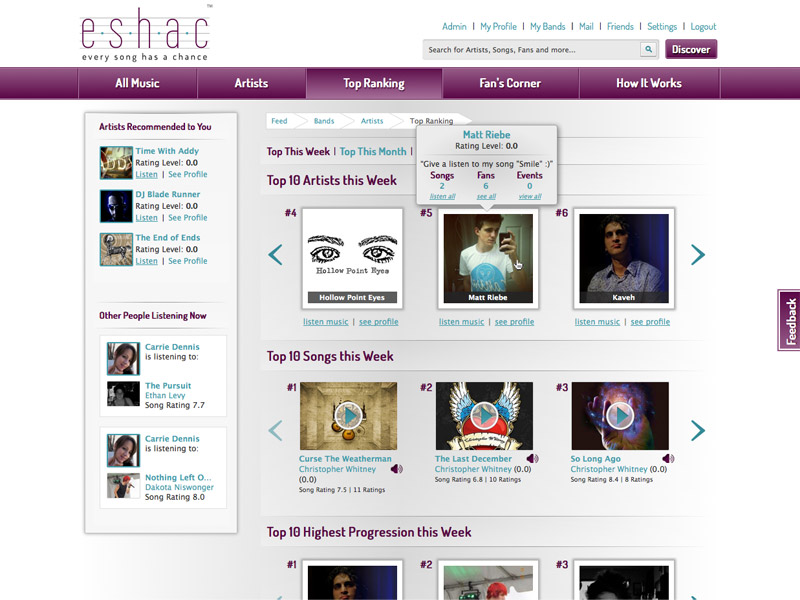 eshac™
every song has a chance
Admin | My Profile | My Bands | Mail | Friends | Settings | Logout
Search for Artists, Songs, Fans and more...
Discover
All Music
Artists
Top Ranking
Fan's Corner
How It Works
Artists Recommended to You
Time With Addy
Rating Level: 0.0
Listen | See Profile
DJ Blade Runner
Rating Level: 0.0
Listen | See Profile
The End of Ends
Rating Level: 0.0
Listen | See Profile
Other People Listening Now
Carrie Dennis
is listening to:
The Pursuit
Ethan Levy
Song Rating 7.7
Carrie Dennis
is listening to:
Nothing Left O...
Dakota Niswonger
Song Rating 8.0
Feed
Bands
Artists
Top Ranking
Top This Week | Top This Month |
Matt Riebe
Rating Level: 0.0
"Give a listen to my song "Smile" :)"
Songs Fans Events
2 6 0
listen all see all view all
Top 10 Artists this Week
#4
Hollow Point Eyes
Hollow Point Eyes
listen music | see profile
#5
Matt Riebe
listen music | see profile
#6
Kaveh
listen music | see profile
Top 10 Songs this Week
#1
Curse The Weatherman
Christopher Whitney
(0.0)
Song Rating 7.5 | 11 Ratings
#2
Christopher Whitney
The Last December
Christopher Whitney (0.0)
Song Rating 6.8 | 10 Ratings
#3
So Long Ago
Christopher Whitney (0.0)
Song Rating 8.4 | 8 Ratings
Top 10 Highest Progression this Week
#1
#2
#3
Feedback